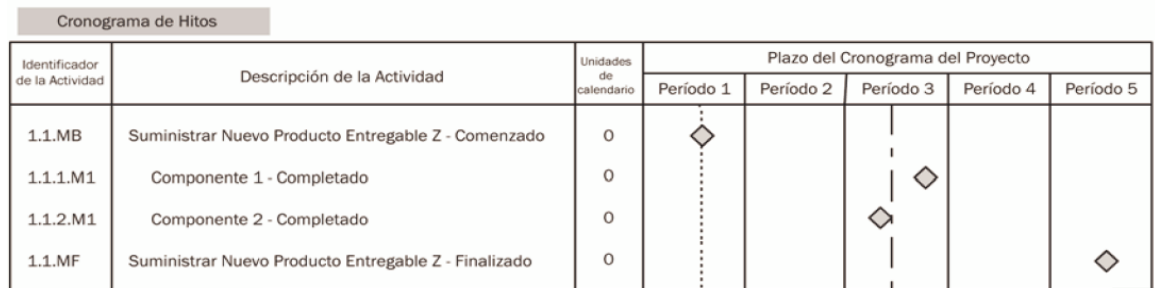 Cronograma de Hitos
Identificador
de la Actividad
Descripción de la Actividad
Unidades
de
calendario
Plazo del Cronograma del Proyecto
Período 1 Período 2 Período 3 Período 4 Período 5
1.1.MB Suministrar Nuevo Producto Entregable Z - Comenzado 0
1.1.1.M1 Componente 1 - Completado 0
1.1.2.M1 Componente 2 - Completado 0
1.1.MF Suministrar Nuevo Producto Entregable Z - Finalizado 0